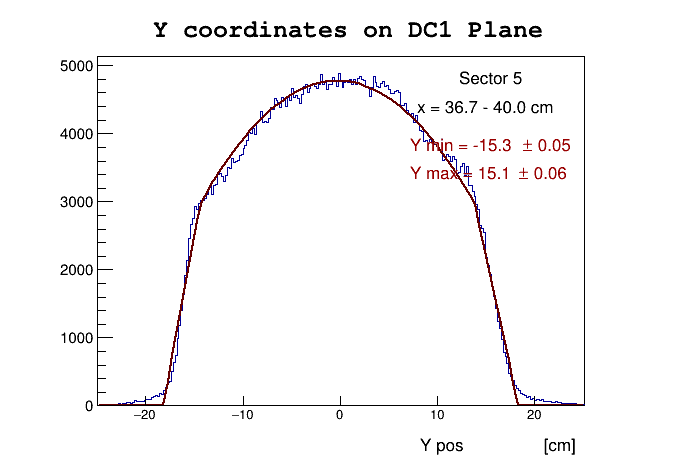 Y coordinates on DC1 Plane
5000
4000
3000
2000
1000
0
Sector 5
x = 36.7 - 40.0 cm
Y min = -15.3 ± 0.05
Y max = 15.1 ± 0.06
−20 −10 0 10 20
Y pos [cm]